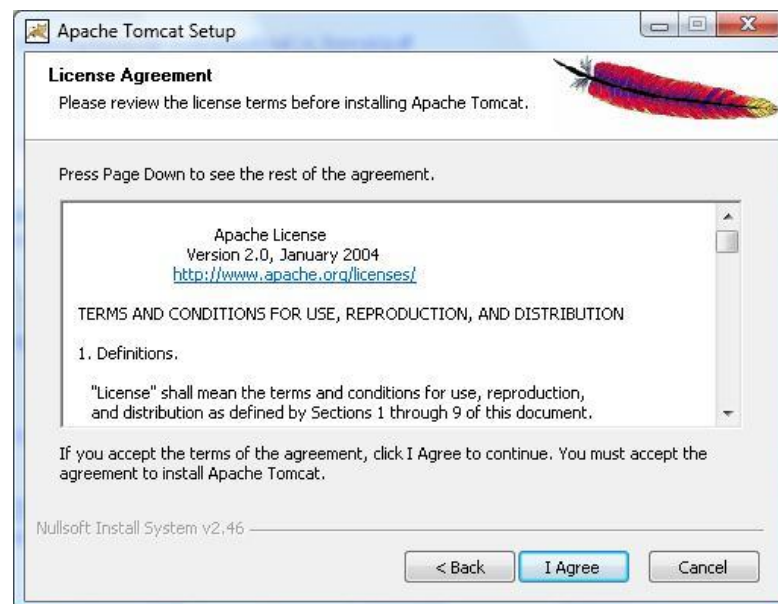 Apache Tomcat Setup
License Agreement
Please review the license terms before installing Apache Tomcat.
Press Page Down to see the rest of the agreement.
Apache License
Version 2.0, January 2004
http://www.apache.org/licenses/
TERMS AND CONDITIONS FOR USE, REPRODUCTION, AND DISTRIBUTION
1. Definitions.
"License" shall mean the terms and conditions for use, reproduction,
and distribution as defined by Sections 1 through 9 of this document.
If you accept the terms of the agreement, click I Agree to continue. You must accept the
agreement to install Apache Tomcat.
Nullsoft Install System v2.46
< Back I Agree Cancel